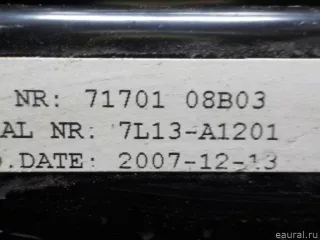 NR: 71701 08B03
AL NR: 7L13-A1201
.DATE: 2007-12-13
eaural.ru